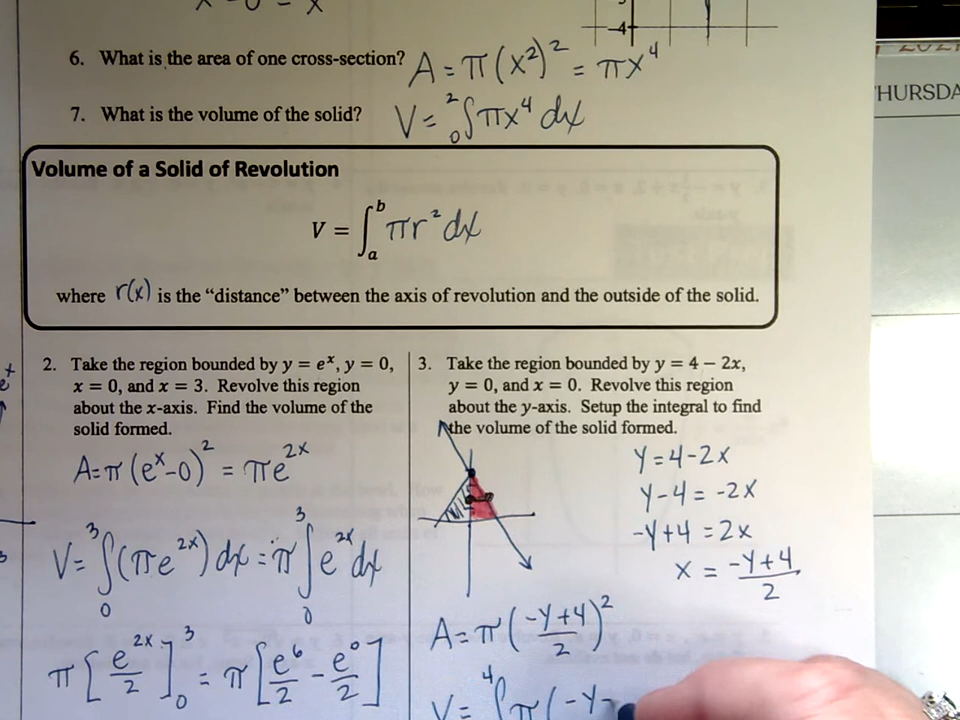 x - 0 = x
-4
6. What is the area of one cross-section? A = π(x²)² = πx⁴
7. What is the volume of the solid? V = ₀²∫πx⁴ dx
HURSDA
Volume of a Solid of Revolution
V = ∫ₐᵇ πr² dx
where r(x) is the “distance” between the axis of revolution and the outside of the solid.
2. Take the region bounded by y = eˣ, y = 0,
x = 0, and x = 3. Revolve this region
about the x-axis. Find the volume of the
solid formed.
A = π(eˣ-0)² = πe²ˣ
V = ₀³∫(πe²ˣ) dx = π ₀³∫e²ˣ dx
π[e²ˣ/2]₀³ = π[e⁶/2 - e⁰/2]
3. Take the region bounded by y = 4 – 2x,
y = 0, and x = 0. Revolve this region
about the y-axis. Setup the integral to find
the volume of the solid formed.
y = 4-2x
y-4 = -2x
-y+4 = 2x
x = (-y+4)/2
A = π((-y+4)/2)²
V = ⁴∫π(-y